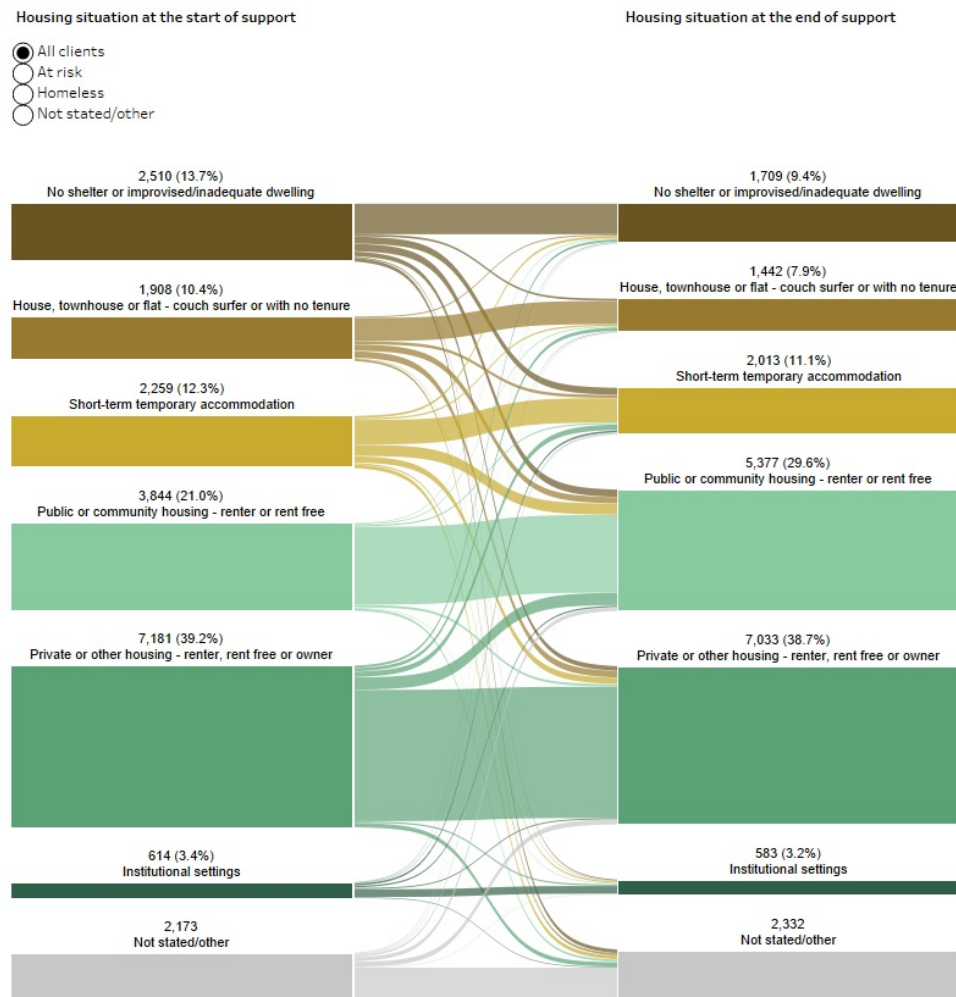 Housing situation at the start of support
Housing situation at the end of support
All clients
At risk
Homeless
Not stated/other
2,510 (13.7%)
No shelter or improvised/inadequate dwelling
1,709 (9.4%)
No shelter or improvised/inadequate dwelling
1,908 (10.4%)
House, townhouse or flat - couch surfer or with no tenure
1,442 (7.9%)
House, townhouse or flat - couch surfer or with no tenure
2,259 (12.3%)
Short-term temporary accommodation
2,013 (11.1%)
Short-term temporary accommodation
3,844 (21.0%)
Public or community housing - renter or rent free
5,377 (29.6%)
Public or community housing - renter or rent free
7,181 (39.2%)
Private or other housing - renter, rent free or owner
7,033 (38.7%)
Private or other housing - renter, rent free or owner
614 (3.4%)
Institutional settings
583 (3.2%)
Institutional settings
2,173
Not stated/other
2,332
Not stated/other